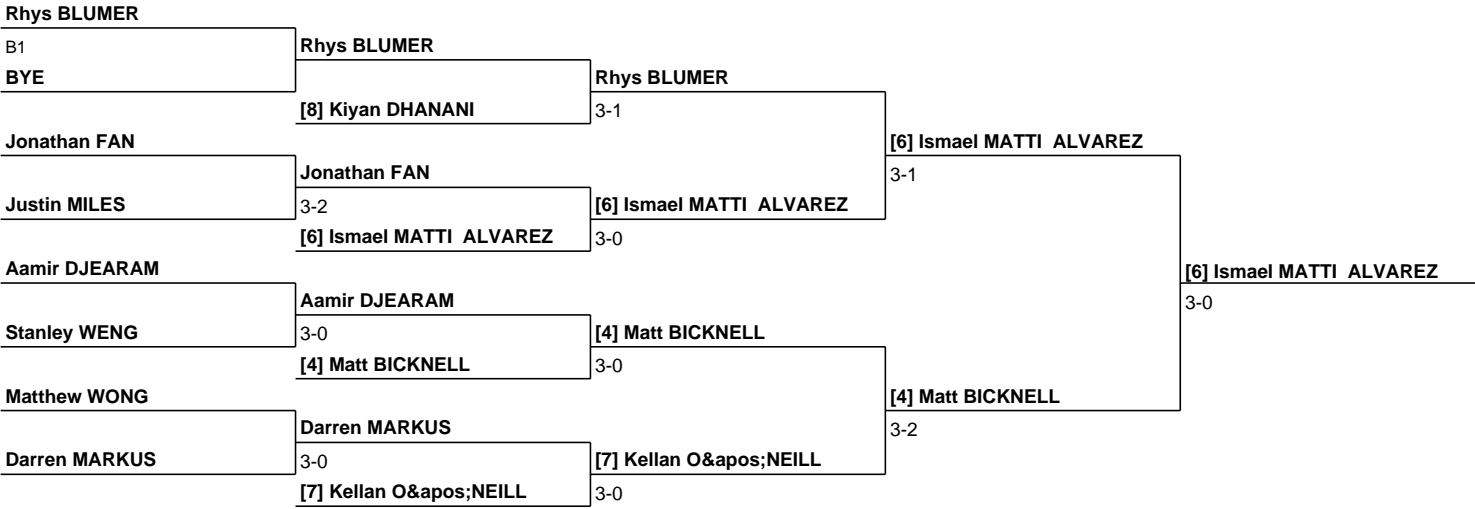 Rhys BLUMER
B1
Rhys BLUMER
BYE
Rhys BLUMER
[8] Kiyan DHANANI
3-1
Jonathan FAN
[6] Ismael MATTI  ALVAREZ
Jonathan FAN
3-1
Justin MILES
3-2
[6] Ismael MATTI  ALVAREZ
[6] Ismael MATTI  ALVAREZ
3-0
Aamir DJEARAM
[6] Ismael MATTI  ALVAREZ
Aamir DJEARAM
3-0
Stanley WENG
3-0
[4] Matt BICKNELL
[4] Matt BICKNELL
3-0
Matthew WONG
[4] Matt BICKNELL
Darren MARKUS
3-2
Darren MARKUS
3-0
[7] Kellan O&apos;NEILL
[7] Kellan O&apos;NEILL
3-0